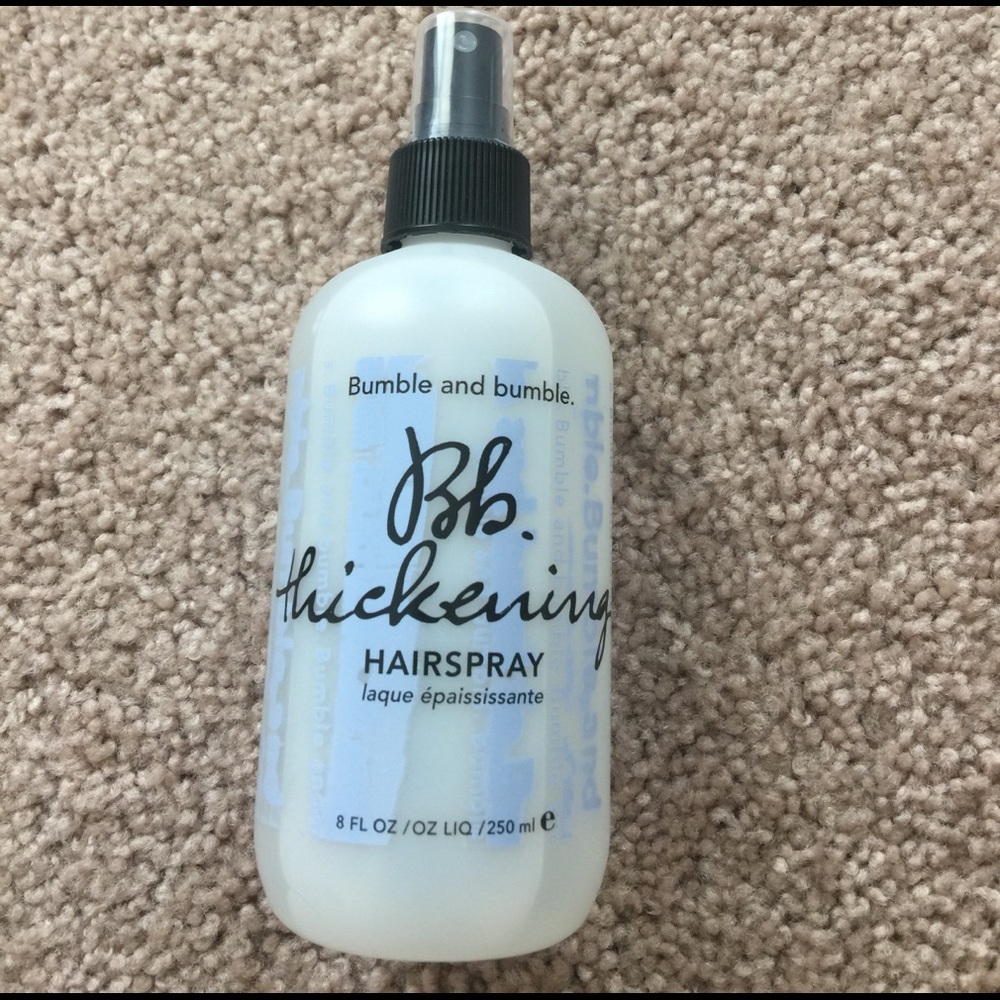 Bumble and bumble.
Bb.
thickening
HAIRSPRAY
laque épaississante
8 FL OZ / OZ LIQ / 250 ml e